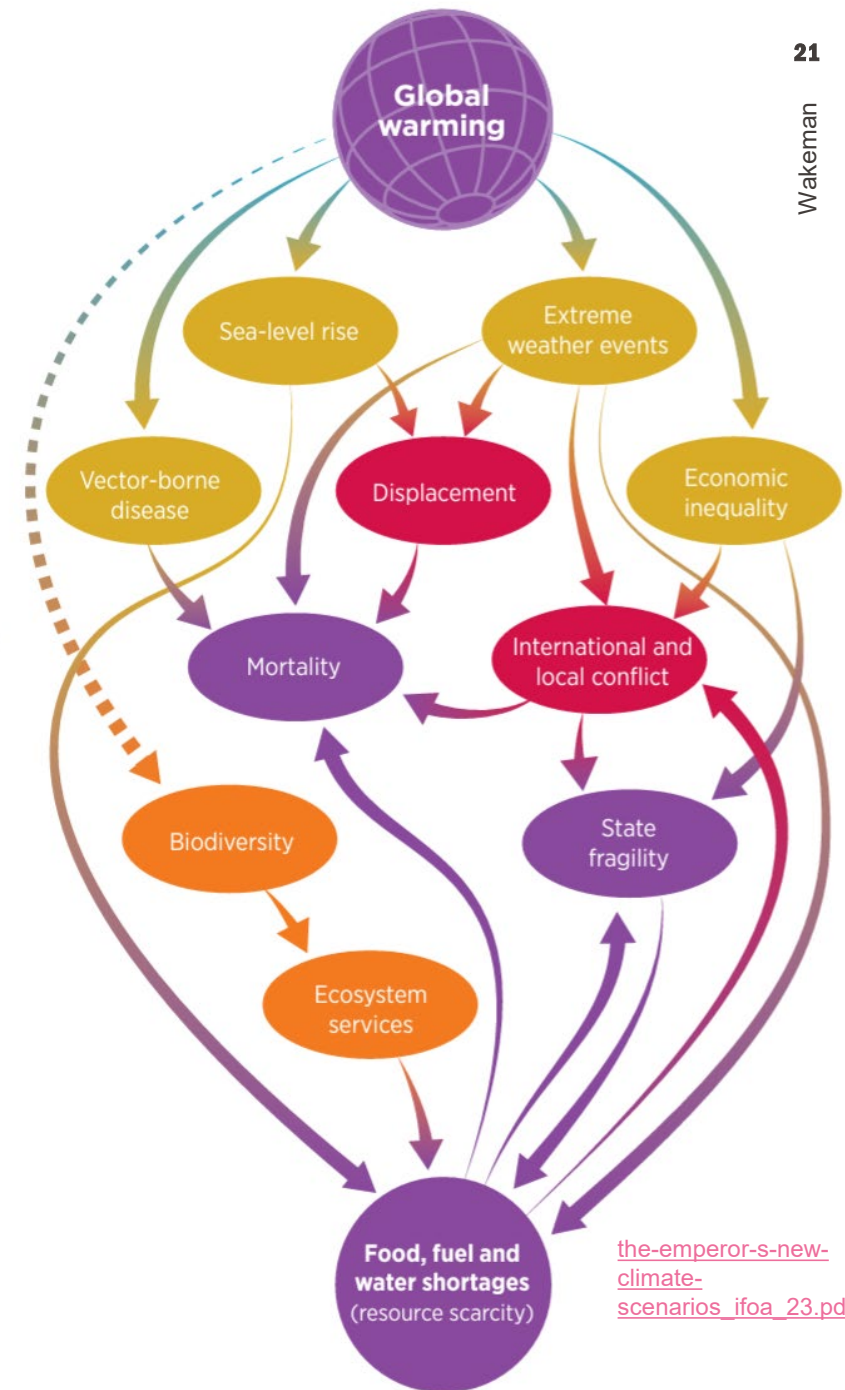 21
Wakeman
Global
warming
Sea-level rise
Extreme
weather events
Vector-borne
disease
Displacement
Economic
inequality
Mortality
International and
local conflict
Biodiversity
State
fragility
Ecosystem
services
Food, fuel and
water shortages
(resource scarcity)
the-emperor-s-new-
climate-
scenarios_ifoa_23.pd